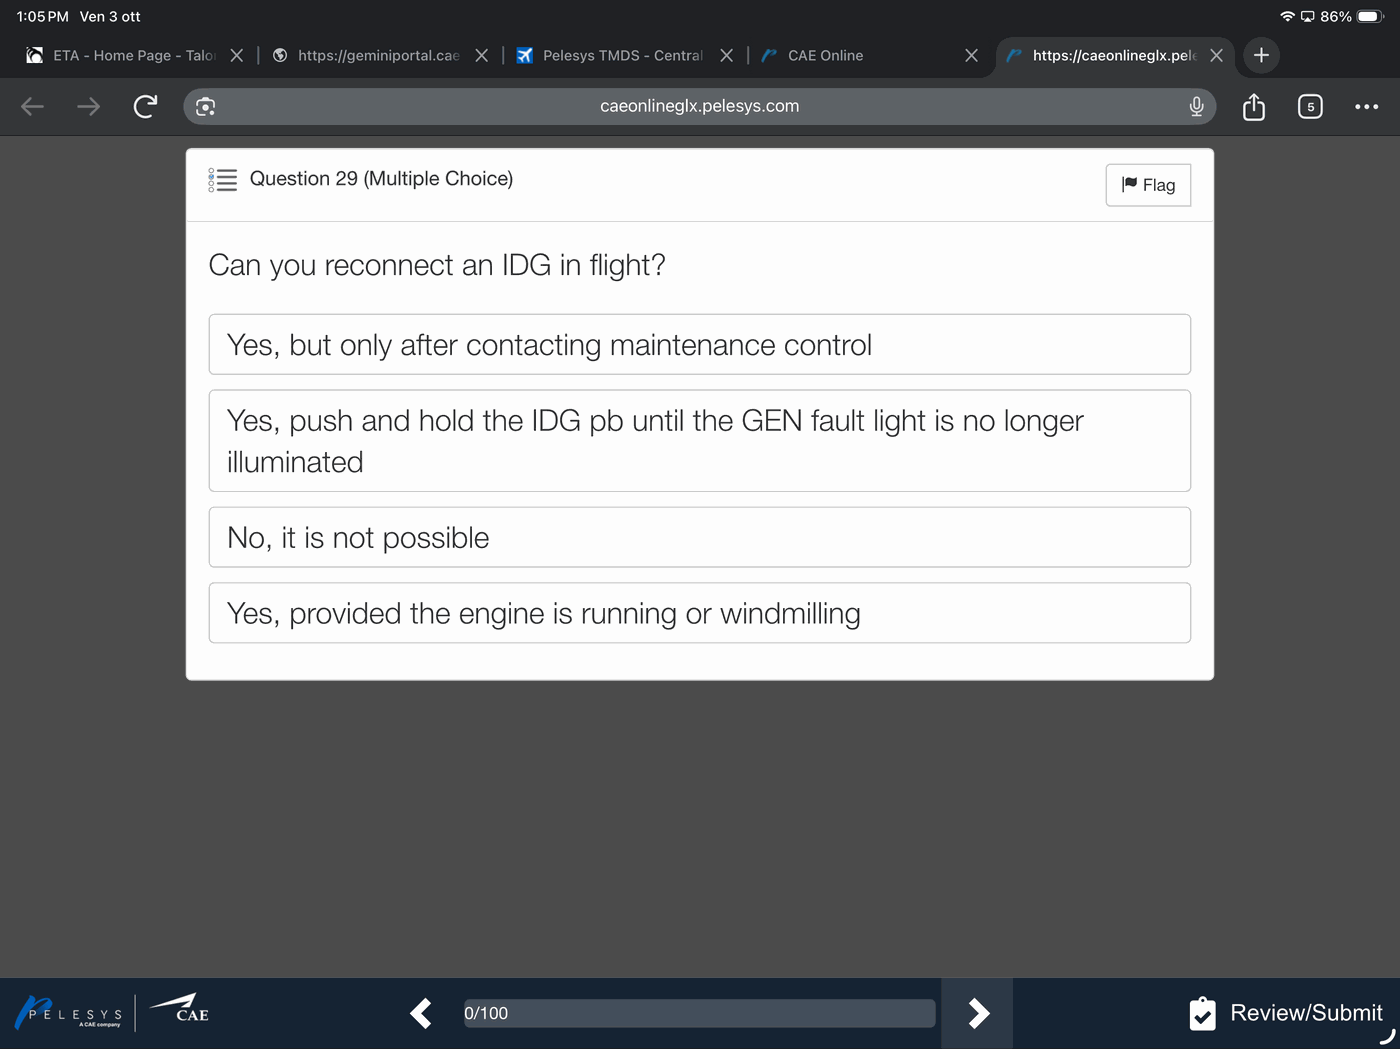 1:05 PM Ven 3 ott
86%
ETA - Home Page - Talo
https://geminiportal.cae
Pelesys TMDS - Central
CAE Online
https://caeonlineglx.pele
caeonlineglx.pelesys.com
5
Question 29 (Multiple Choice)
Flag
Can you reconnect an IDG in flight?
Yes, but only after contacting maintenance control
Yes, push and hold the IDG pb until the GEN fault light is no longer
illuminated
No, it is not possible
Yes, provided the engine is running or windmilling
PELESYS
A CAE company
CAE
0/100
Review/Submit